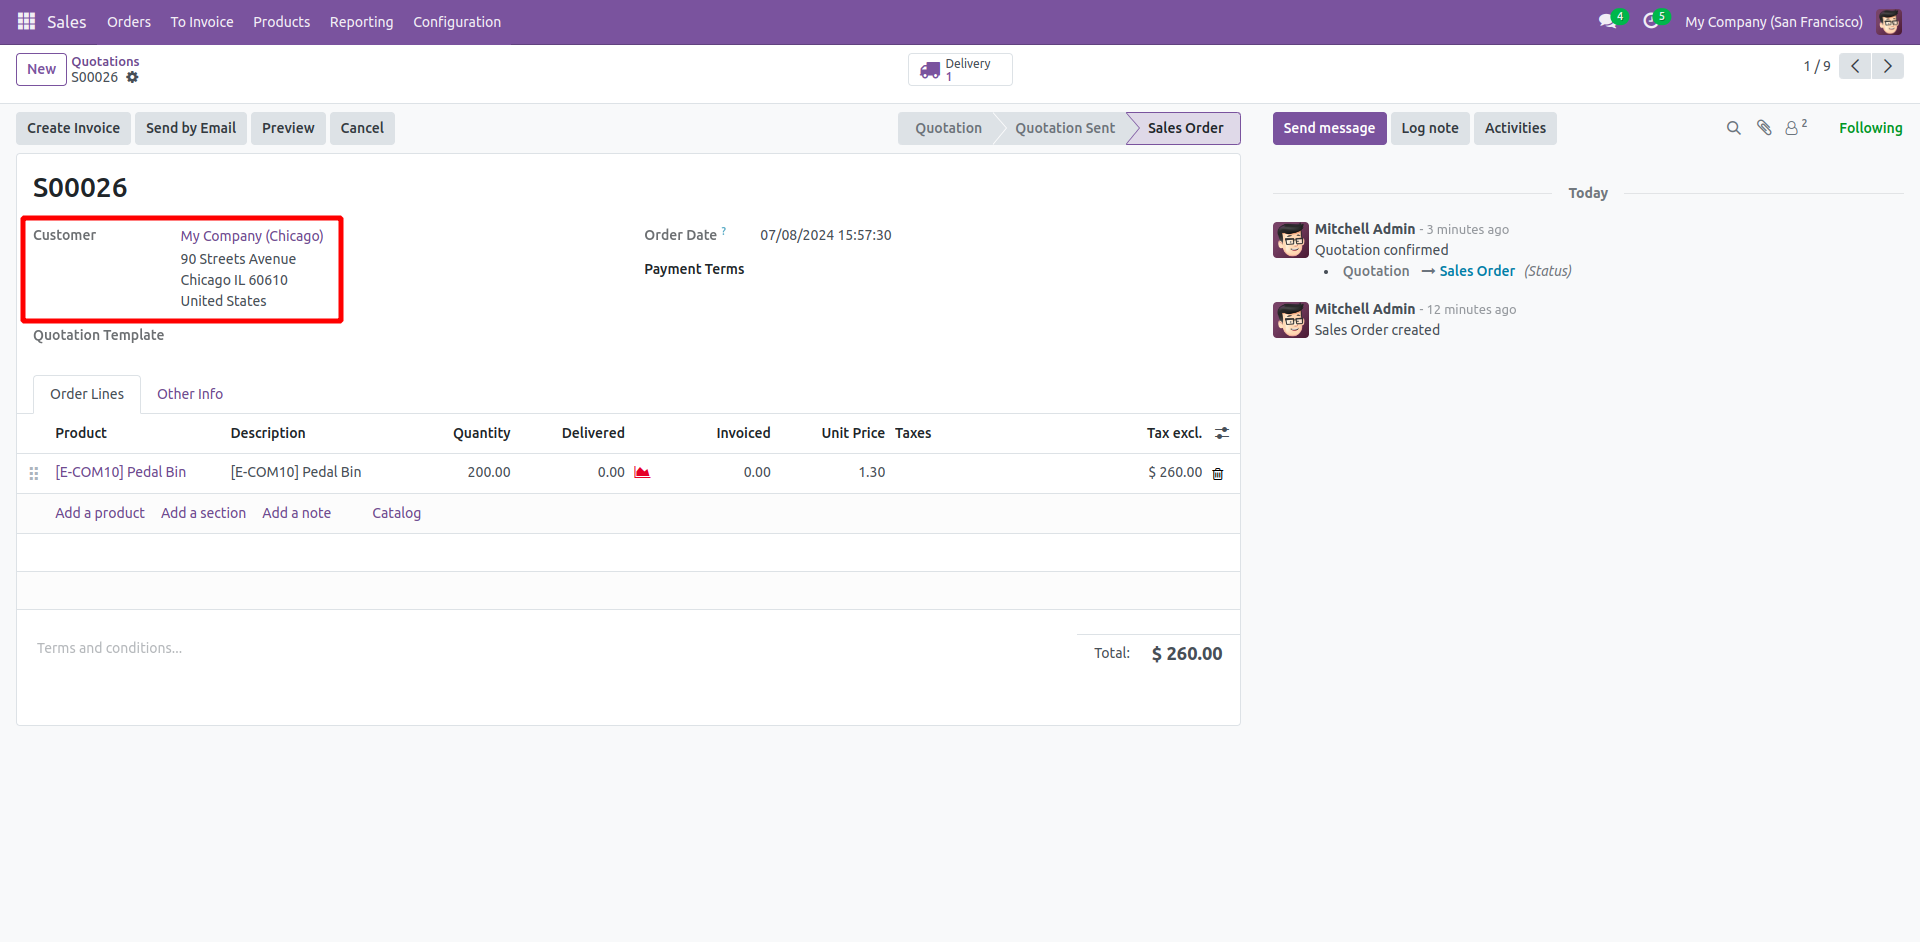 Sales Orders To Invoice Products Reporting Configuration 4 5 My Company (San Francisco)
New Quotations
S00026
Delivery
1
1 / 9
Create Invoice Send by Email Preview Cancel Quotation Quotation Sent Sales Order Send message Log note Activities 2 Following
S00026
Customer My Company (Chicago)
90 Streets Avenue
Chicago IL 60610
United States
Order Date ? 07/08/2024 15:57:30
Payment Terms
Quotation Template
Order Lines Other Info
Product Description Quantity Delivered Invoiced Unit Price Taxes Tax excl.
[E-COM10] Pedal Bin [E-COM10] Pedal Bin 200.00 0.00 0.00 1.30 $ 260.00
Add a product Add a section Add a note Catalog
Terms and conditions...
Total: $ 260.00
Today
Mitchell Admin - 3 minutes ago
Quotation confirmed
• Quotation → Sales Order (Status)
Mitchell Admin - 12 minutes ago
Sales Order created